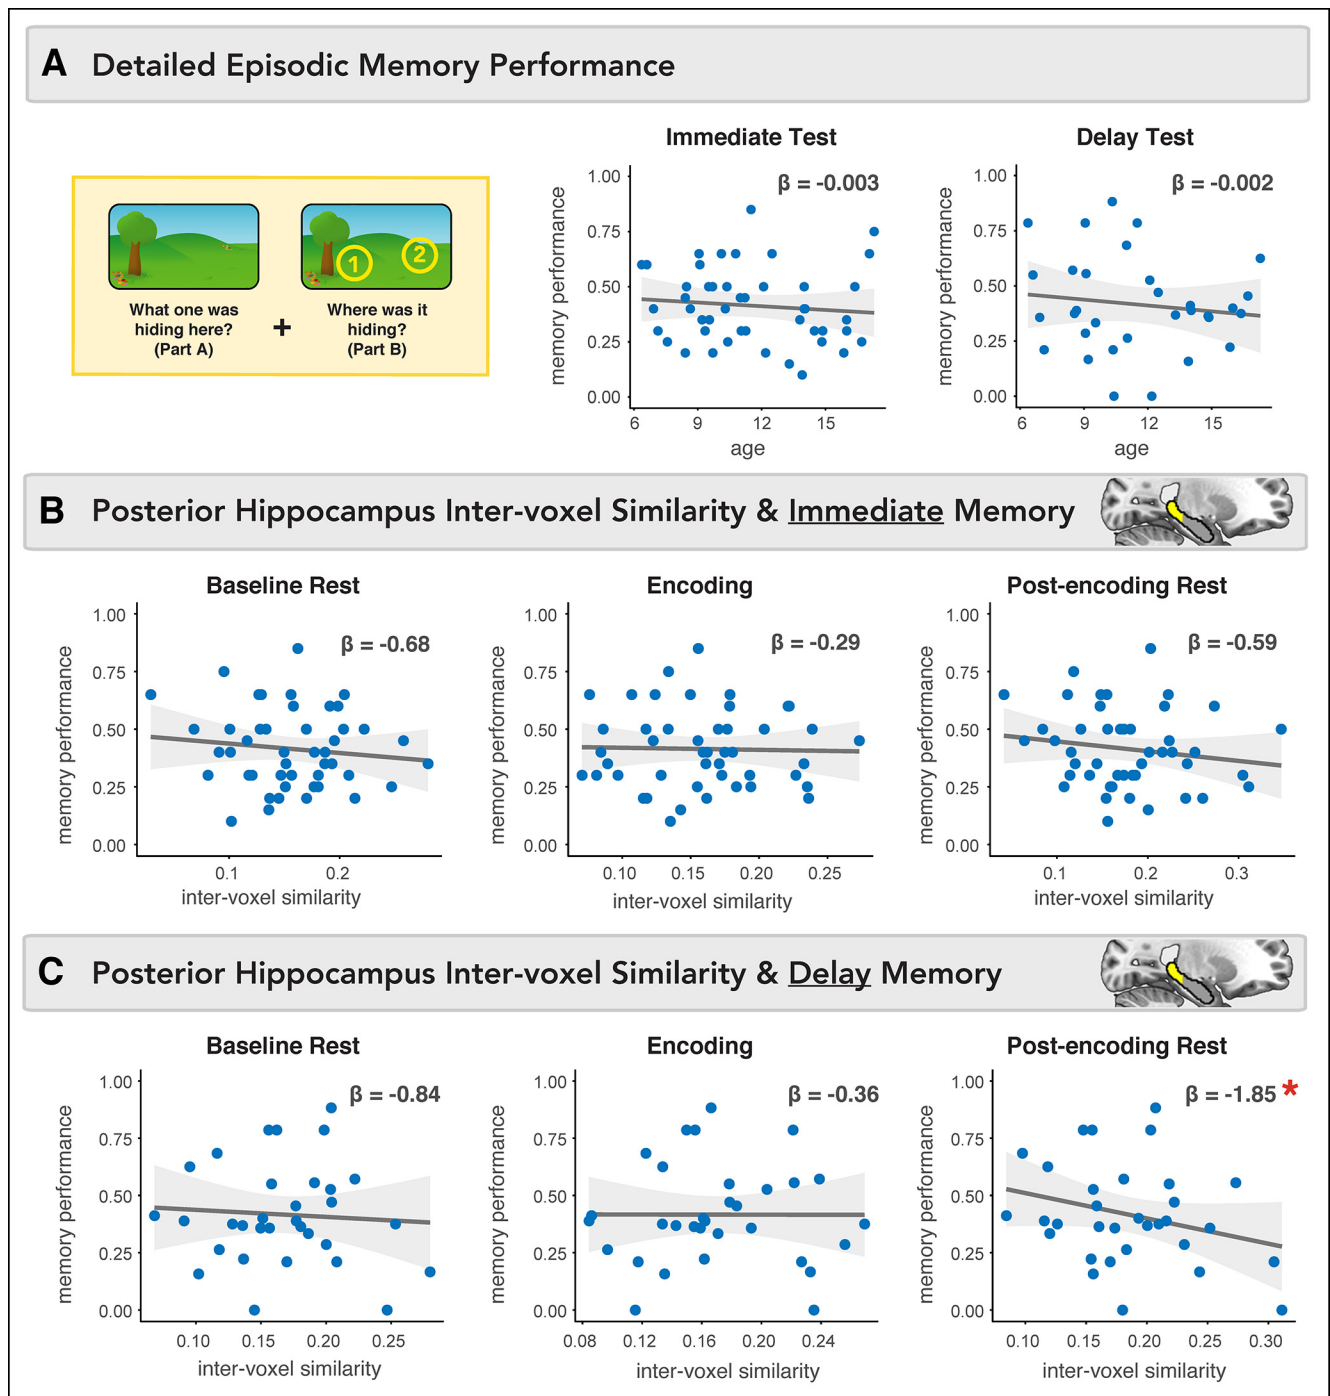 A Detailed Episodic Memory Performance
1
2
What one was
hiding here?
(Part A)
+
Where was it
hiding?
(Part B)
Immediate Test
β = -0.003
memory performance
1.00
0.75
0.50
0.25
0.00
6 9 12 15
age
Delay Test
β = -0.002
memory performance
1.00
0.75
0.50
0.25
0.00
6 9 12 15
age
B Posterior Hippocampus Inter-voxel Similarity & Immediate Memory
Baseline Rest
β = -0.68
memory performance
1.00
0.75
0.50
0.25
0.00
0.1 0.2
inter-voxel similarity
Encoding
β = -0.29
memory performance
1.00
0.75
0.50
0.25
0.00
0.10 0.15 0.20 0.25
inter-voxel similarity
Post-encoding Rest
β = -0.59
memory performance
1.00
0.75
0.50
0.25
0.00
0.1 0.2 0.3
inter-voxel similarity
C Posterior Hippocampus Inter-voxel Similarity & Delay Memory
Baseline Rest
β = -0.84
memory performance
1.00
0.75
0.50
0.25
0.00
0.10 0.15 0.20 0.25
inter-voxel similarity
Encoding
β = -0.36
memory performance
1.00
0.75
0.50
0.25
0.00
0.08 0.12 0.16 0.20 0.24
inter-voxel similarity
Post-encoding Rest
β = -1.85 *
memory performance
1.00
0.75
0.50
0.25
0.00
0.10 0.15 0.20 0.25 0.30
inter-voxel similarity